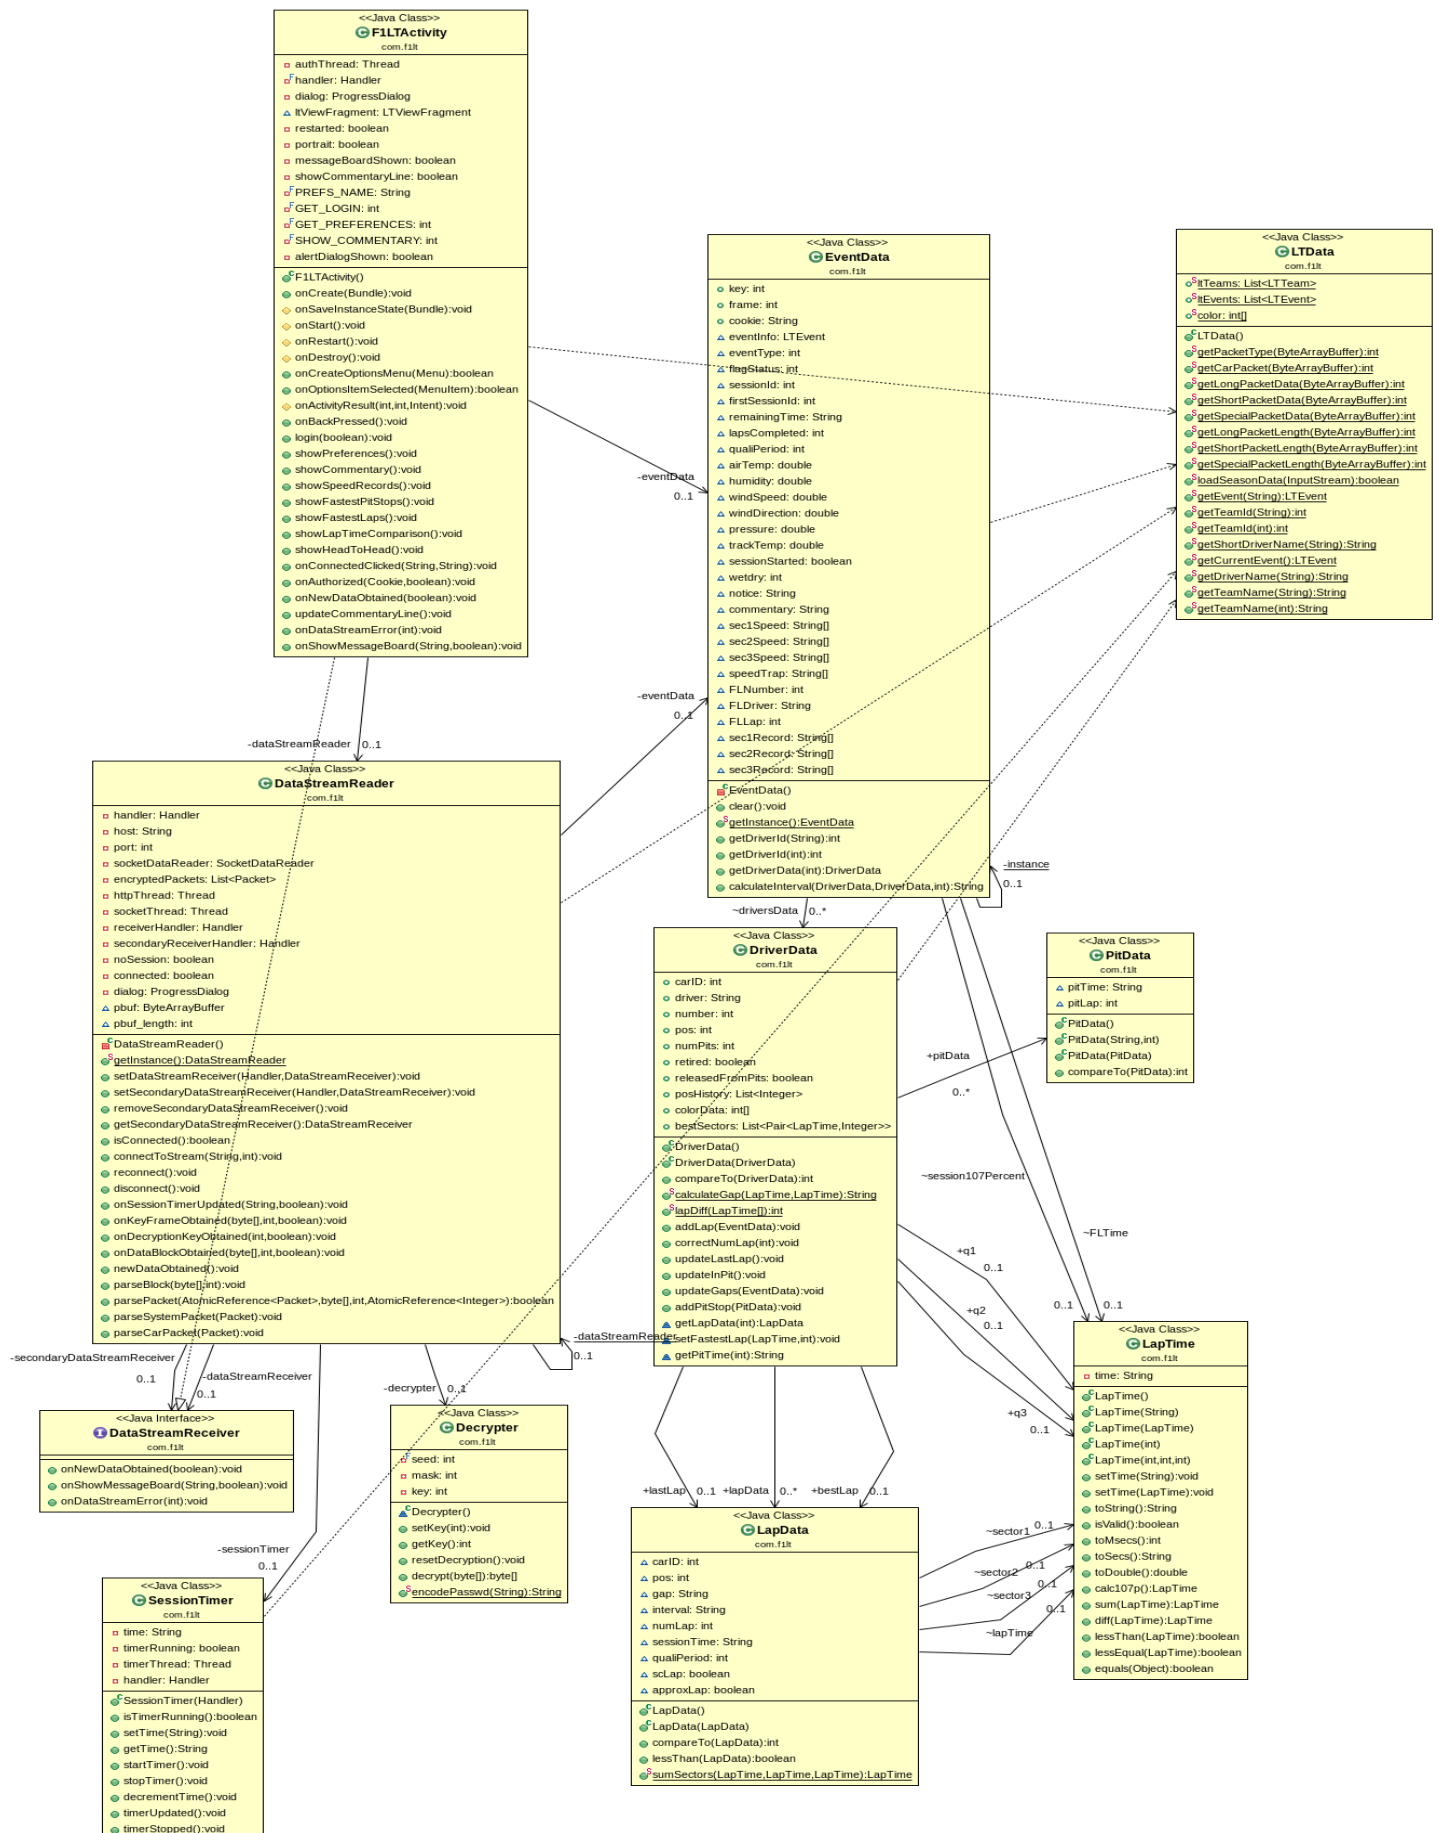 <<Java Class>>
F1LTActivity
com.f1lt
authThread: Thread
handler: Handler
dialog: ProgressDialog
ltViewFragment: LTViewFragment
restarted: boolean
portrait: boolean
messageBoardShown: boolean
showCommentaryLine: boolean
PREFS_NAME: String
GET_LOGIN: int
GET_PREFERENCES: int
SHOW_COMMENTARY: int
alertDialogShown: boolean
F1LTActivity()
onCreate(Bundle):void
onSaveInstanceState(Bundle):void
onStart():void
onRestart():void
onDestroy():void
onCreateOptionsMenu(Menu):boolean
onOptionsItemSelected(MenuItem):boolean
onActivityResult(int,int,Intent):void
onBackPressed():void
login(boolean):void
showPreferences():void
showCommentary():void
showSpeedRecords():void
showFastestPitStops():void
showFastestLaps():void
showLapTimeComparison():void
showHeadToHead():void
onConnectedClicked(String,String):void
onAuthorized(Cookie,boolean):void
onNewDataObtained(boolean):void
updateCommentaryLine():void
onDataStreamError(int):void
onShowMessageBoard(String,boolean):void
<<Java Class>>
EventData
com.f1lt
key: int
frame: int
cookie: String
eventInfo: LTEvent
eventType: int
flagStatus: int
sessionId: int
firstSessionId: int
remainingTime: String
lapsCompleted: int
qualiPeriod: int
airTemp: double
humidity: double
windSpeed: double
windDirection: double
pressure: double
trackTemp: double
sessionStarted: boolean
wetdry: int
notice: String
commentary: String
sec1Speed: String[]
sec2Speed: String[]
sec3Speed: String[]
speedTrap: String[]
FLNumber: int
FLDriver: String
FLLap: int
sec1Record: String[]
sec2Record: String[]
sec3Record: String[]
EventData()
clear():void
getInstance():EventData
getDriverId(String):int
getDriverId(int):int
getDriverData(int):DriverData
calculateInterval(DriverData,DriverData,int):String
<<Java Class>>
LTData
com.f1lt
ltTeams: List<LTTeam>
ltEvents: List<LTEvent>
color: int[]
LTData()
getPacketType(ByteArrayBuffer):int
getCarPacket(ByteArrayBuffer):int
getLongPacketData(ByteArrayBuffer):int
getShortPacketData(ByteArrayBuffer):int
getSpecialPacketData(ByteArrayBuffer):int
getLongPacketLength(ByteArrayBuffer):int
getShortPacketLength(ByteArrayBuffer):int
getSpecialPacketLength(ByteArrayBuffer):int
loadSeasonData(InputStream):boolean
getEvent(String):LTEvent
getTeamId(String):int
getTeamId(int):int
getShortDriverName(String):String
getCurrentEvent():LTEvent
getDriverName(String):String
getTeamName(String):String
getTeamName(int):String
-eventData
0..1
-eventData
0..1
-dataStreamReader 0..1
-instance
0..1
~driversData 0..*
<<Java Class>>
DataStreamReader
com.f1lt
handler: Handler
host: String
port: int
socketDataReader: SocketDataReader
encryptedPackets: List<Packet>
httpThread: Thread
socketThread: Thread
receiverHandler: Handler
secondaryReceiverHandler: Handler
noSession: boolean
connected: boolean
dialog: ProgressDialog
pbuf: ByteArrayBuffer
pbuf_length: int
DataStreamReader()
getInstance():DataStreamReader
setDataStreamReceiver(Handler,DataStreamReceiver):void
setSecondaryDataStreamReceiver(Handler,DataStreamReceiver):void
removeSecondaryDataStreamReceiver():void
getSecondaryDataStreamReceiver():DataStreamReceiver
isConnected():boolean
connectToStream(String,int):void
reconnect():void
disconnect():void
onSessionTimerUpdated(String,boolean):void
onKeyFrameObtained(byte[],int,boolean):void
onDecryptionKeyObtained(int,boolean):void
onDataBlockObtained(byte[],int,boolean):void
newDataObtained():void
parseBlock(byte[],int):void
parsePacket(AtomicReference<Packet>,byte[],int,AtomicReference<Integer>):boolean
parseSystemPacket(Packet):void
parseCarPacket(Packet):void
<<Java Class>>
DriverData
com.f1lt
carID: int
driver: String
number: int
pos: int
numPits: int
retired: boolean
releasedFromPits: boolean
posHistory: List<Integer>
colorData: int[]
bestSectors: List<Pair<LapTime,Integer>>
DriverData()
DriverData(DriverData)
compareTo(DriverData):int
calculateGap(LapTime,LapTime):String
lapDiff(LapTime[]):int
addLap(EventData):void
correctNumLap(int):void
updateLastLap():void
updateInPit():void
updateGaps(EventData):void
addPitStop(PitData):void
getLapData(int):LapData
setFastestLap(LapTime,int):void
getPitTime(int):String
<<Java Class>>
PitData
com.f1lt
pitTime: String
pitLap: int
PitData()
PitData(String,int)
PitData(PitData)
compareTo(PitData):int
+pitData
0..*
~session107Percent
~FLTime
+q1
0..1
+q2
0..1
0..1
0..1
+q3
0..1
-dataStreamReader
0..1
-secondaryDataStreamReceiver
0..1
-dataStreamReceiver
0..1
-decrypter 0..1
<<Java Interface>>
DataStreamReceiver
com.f1lt
onNewDataObtained(boolean):void
onShowMessageBoard(String,boolean):void
onDataStreamError(int):void
<<Java Class>>
Decrypter
com.f1lt
seed: int
mask: int
key: int
Decrypter()
setKey(int):void
getKey():int
resetDecryption():void
decrypt(byte[]):byte[]
encodePasswd(String):String
<<Java Class>>
LapTime
com.f1lt
time: String
LapTime()
LapTime(String)
LapTime(LapTime)
LapTime(int)
LapTime(int,int,int)
setTime(String):void
setTime(LapTime):void
toString():String
isValid():boolean
toMsecs():int
toSecs():String
toDouble():double
calc107p():LapTime
sum(LapTime):LapTime
diff(LapTime):LapTime
lessThan(LapTime):boolean
lessEqual(LapTime):boolean
equals(Object):boolean
+lastLap 0..1
+lapData 0..*
+bestLap 0..1
<<Java Class>>
LapData
com.f1lt
carID: int
pos: int
gap: String
interval: String
numLap: int
sessionTime: String
qualiPeriod: int
scLap: boolean
approxLap: boolean
LapData()
LapData(LapData)
compareTo(LapData):int
lessThan(LapData):boolean
sumSectors(LapTime,LapTime,LapTime):LapTime
~sector1 0..1
~sector2 0..1
~sector3 0..1
~lapTime 0..1
-sessionTimer
0..1
<<Java Class>>
SessionTimer
com.f1lt
time: String
timerRunning: boolean
timerThread: Thread
handler: Handler
SessionTimer(Handler)
isTimerRunning():boolean
setTime(String):void
getTime():String
startTimer():void
stopTimer():void
decrementTime():void
timerUpdated():void
timerStopped():void